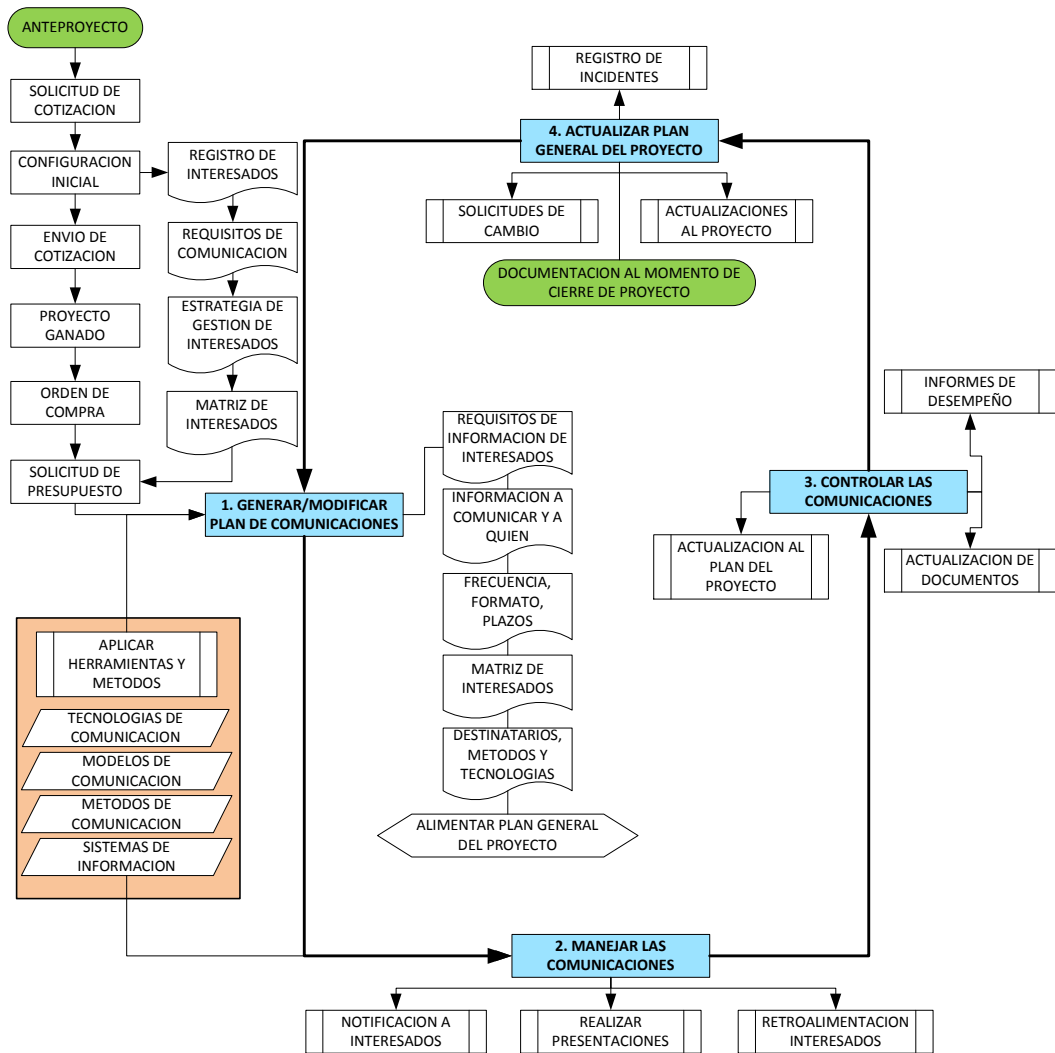 ANTEPROYECTO
SOLICITUD DE
COTIZACION
CONFIGURACION
INICIAL
ENVIO DE
COTIZACION
PROYECTO
GANADO
ORDEN DE
COMPRA
SOLICITUD DE
PRESUPUESTO
REGISTRO DE
INTERESADOS
REQUISITOS DE
COMUNICACION
ESTRATEGIA DE
GESTION DE
INTERESADOS
MATRIZ DE
INTERESADOS
REGISTRO DE
INCIDENTES
4. ACTUALIZAR PLAN
GENERAL DEL PROYECTO
SOLICITUDES DE
CAMBIO
ACTUALIZACIONES
AL PROYECTO
DOCUMENTACION AL MOMENTO DE
CIERRE DE PROYECTO
1. GENERAR/MODIFICAR
PLAN DE COMUNICACIONES
REQUISITOS DE
INFORMACION DE
INTERESADOS
INFORMACION A
COMUNICAR Y A
QUIEN
FRECUENCIA,
FORMATO,
PLAZOS
MATRIZ DE
INTERESADOS
DESTINATARIOS,
METODOS Y
TECNOLOGIAS
ALIMENTAR PLAN GENERAL
DEL PROYECTO
INFORMES DE
DESEMPEÑO
3. CONTROLAR LAS
COMUNICACIONES
ACTUALIZACION AL
PLAN DEL
PROYECTO
ACTUALIZACION DE
DOCUMENTOS
APLICAR
HERRAMIENTAS Y
METODOS
TECNOLOGIAS DE
COMUNICACION
MODELOS DE
COMUNICACION
METODOS DE
COMUNICACION
SISTEMAS DE
INFORMACION
2. MANEJAR LAS
COMUNICACIONES
NOTIFICACION A
INTERESADOS
REALIZAR
PRESENTACIONES
RETROALIMENTACION
INTERESADOS